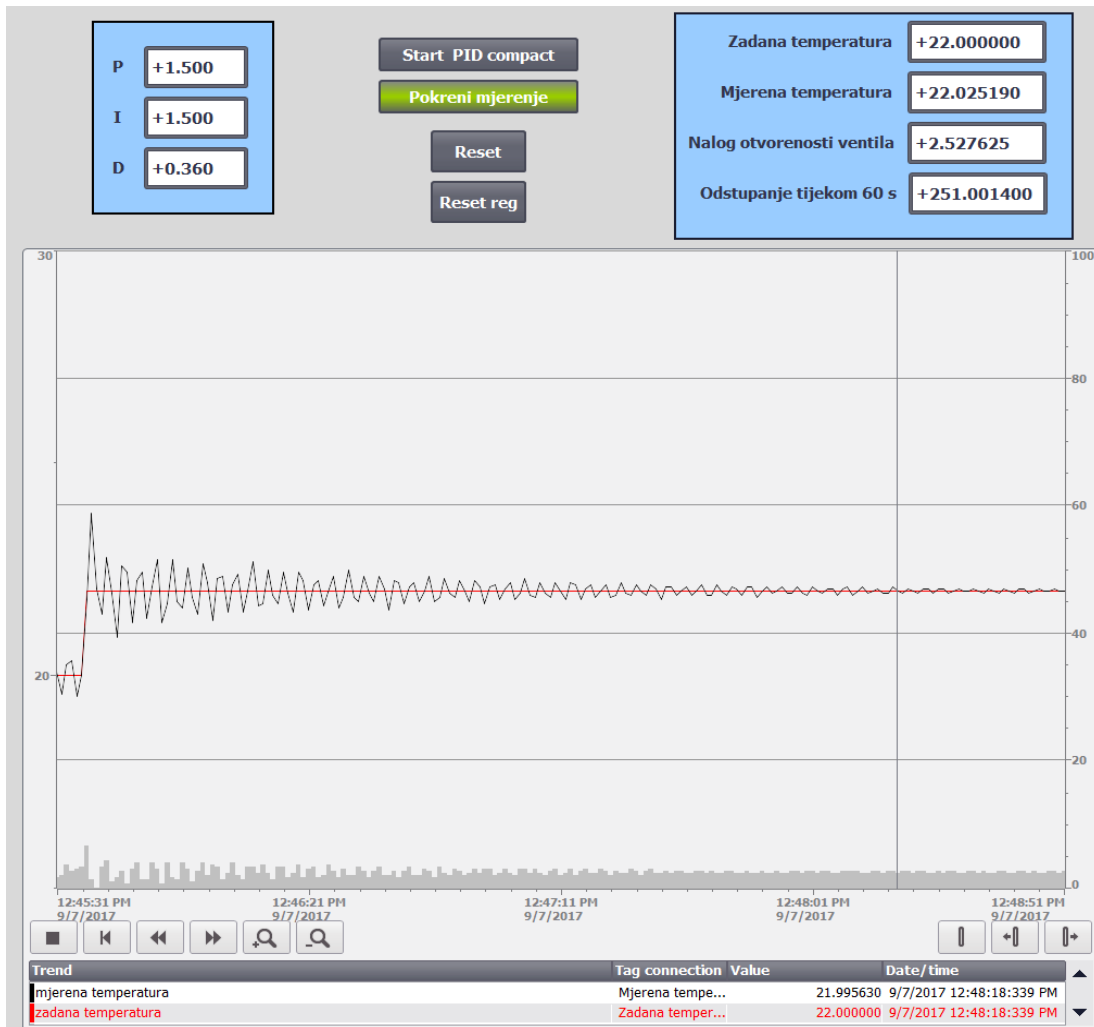 P +1.500
I +1.500
D +0.360
Start PID compact
Pokreni mjerenje
Reset
Reset reg
Zadana temperatura +22.000000
Mjerena temperatura +22.025190
Nalog otvorenosti ventila +2.527625
Odstupanje tijekom 60 s +251.001400
30
20
100
80
60
40
20
0
12:45:31 PM 12:46:21 PM 12:47:11 PM 12:48:01 PM 12:48:51 PM
9/7/2017 9/7/2017 9/7/2017 9/7/2017 9/7/2017
Trend Tag connection Value Date/time
mjerena temperatura Mjerena tempe... 21.995630 9/7/2017 12:48:18:339 PM
zadana temperatura Zadana temper... 22.000000 9/7/2017 12:48:18:339 PM